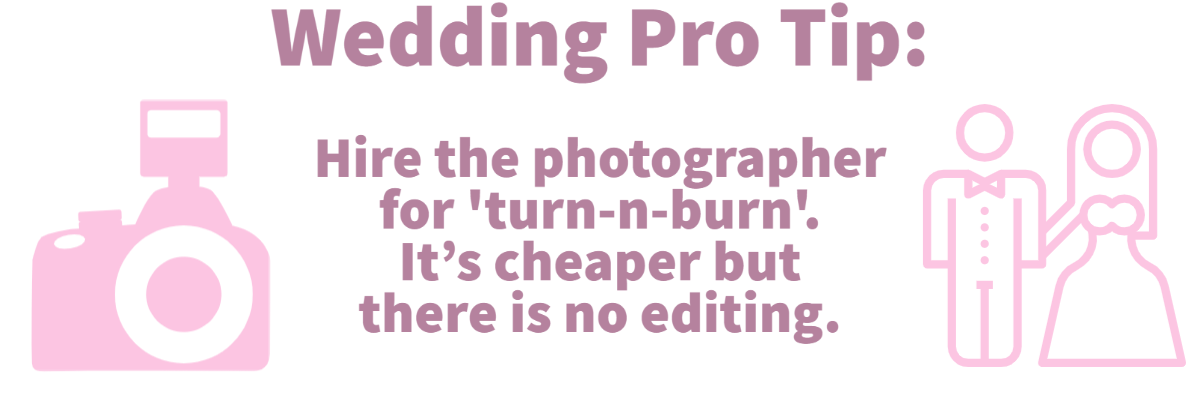 Wedding Pro Tip:
Hire the photographer
for 'turn-n-burn'.
It’s cheaper but
there is no editing.